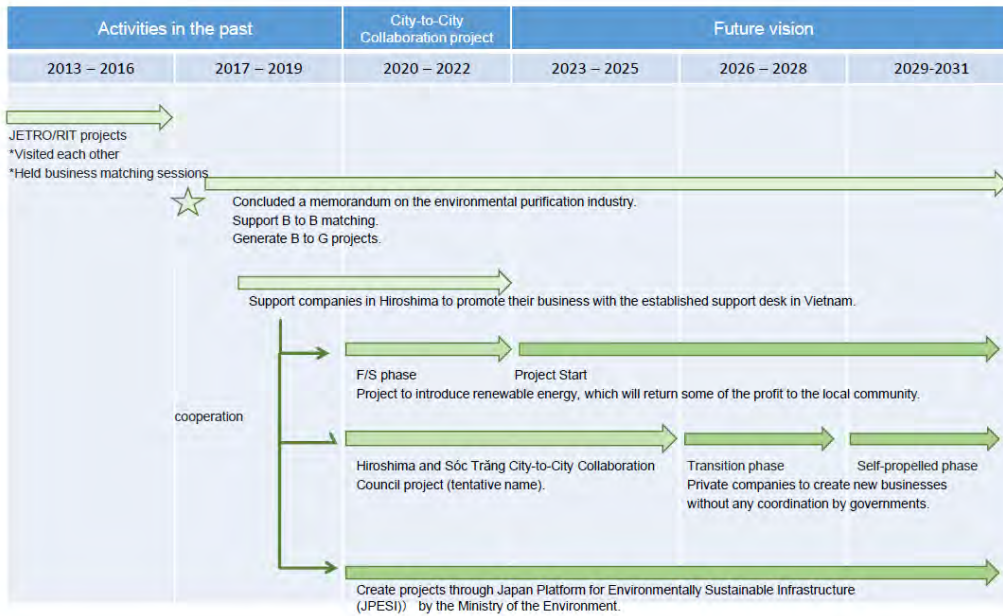 Activities in the past
City-to-City
Collaboration project
Future vision
2013 – 2016
2017 – 2019
2020 – 2022
2023 – 2025
2026 – 2028
2029-2031
JETRO/RIT projects
*Visited each other
*Held business matching sessions
Concluded a memorandum on the environmental purification industry.
Support B to B matching.
Generate B to G projects.
Support companies in Hiroshima to promote their business with the established support desk in Vietnam.
F/S phase
Project Start
Project to introduce renewable energy, which will return some of the profit to the local community.
cooperation
Hiroshima and Sóc Trăng City-to-City Collaboration
Council project (tentative name).
Transition phase
Self-propelled phase
Private companies to create new businesses
without any coordination by governments.
Create projects through Japan Platform for Environmentally Sustainable Infrastructure
(JPESI)） by the Ministry of the Environment.